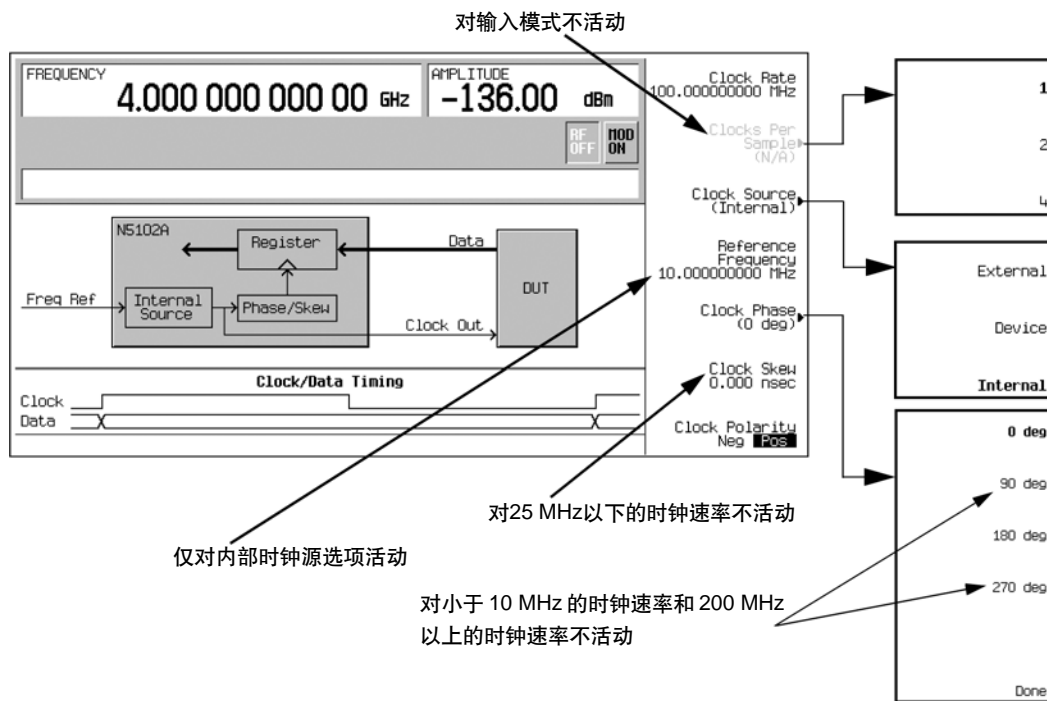 对输入模式不活动
FREQUENCY
4.000 000 000 00 GHz
AMPLITUDE
-136.00 dBm
RF OFF
MOD ON
Clock Rate
100.000000000 MHz
Clocks Per
Sample
(N/A)
Clock Source
(Internal)
Reference
Frequency
10.000000000 MHz
Clock Phase
(0 deg)
Clock Skew
0.000 nsec
Clock Polarity
Neg Pos
N5102A
Register
Data
DUT
Freq Ref
Internal
Source
Phase/Skew
Clock Out
Clock/Data Timing
Clock
Data
1
2
4
External
Device
Internal
0 deg
90 deg
180 deg
270 deg
Done
对25 MHz以下的时钟速率不活动
仅对内部时钟源选项活动
对小于 10 MHz 的时钟速率和 200 MHz
以上的时钟速率不活动